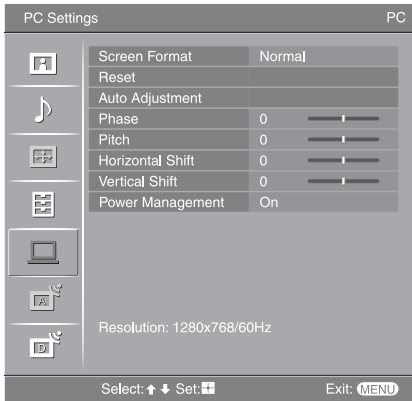 PC Settings PC
Screen Format Normal
Reset
Auto Adjustment
Phase 0
Pitch 0
Horizontal Shift 0
Vertical Shift 0
Power Management On
A
D
Resolution: 1280x768/60Hz
Select: Set: Exit: MENU